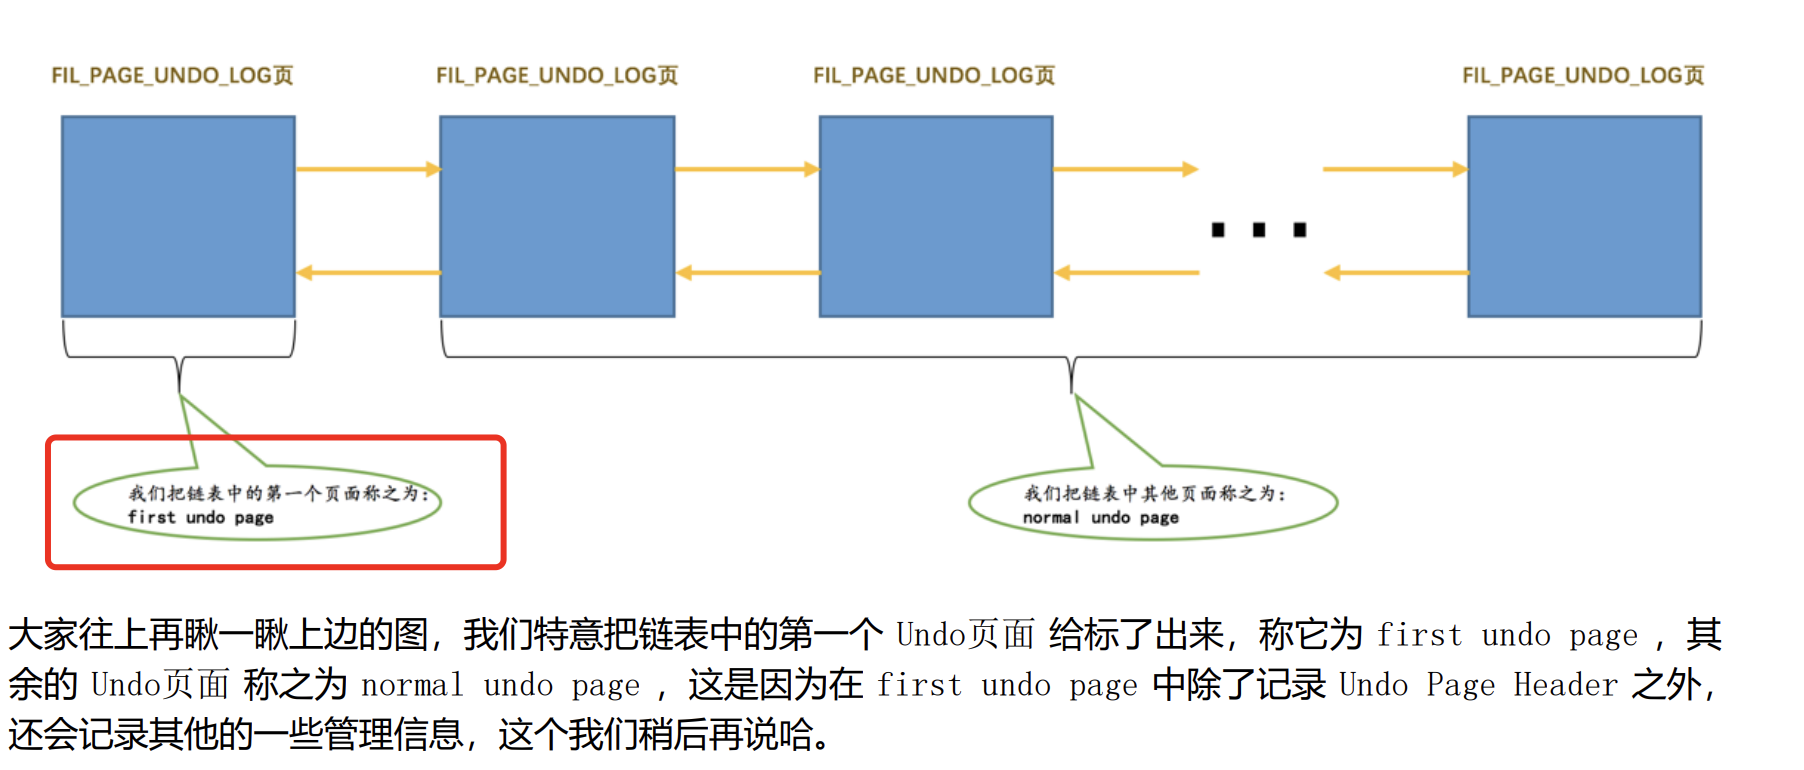 FIL_PAGE_UNDO_LOG页
FIL_PAGE_UNDO_LOG页
FIL_PAGE_UNDO_LOG页
FIL_PAGE_UNDO_LOG页
我们把链表中的第一个页面称之为：
first undo page
我们把链表中其他页面称之为：
normal undo page
大家往上再瞅一瞅上边的图，我们特意把链表中的第一个 Undo页面 给标了出来，称它为 first undo page ，其
余的 Undo页面 称之为 normal undo page ，这是因为在 first undo page 中除了记录 Undo Page Header 之外，
还会记录其他的一些管理信息，这个我们稍后再说哈。